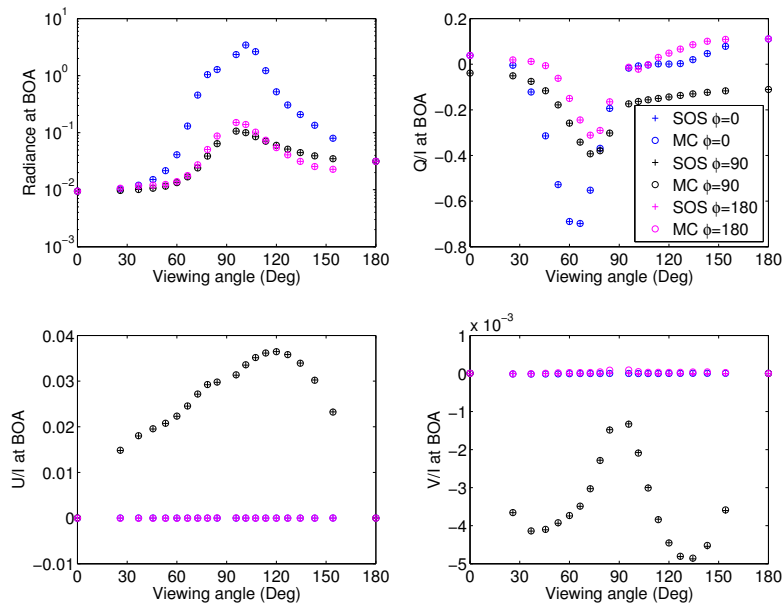 10^1
10^0
10^−1
10^−2
10^−3
Radiance at BOA
0 30 60 90 120 150 180
Viewing angle (Deg)
0.2
0
−0.2
−0.4
−0.6
−0.8
Q/I at BOA
SOS ϕ=0
MC ϕ=0
SOS ϕ=90
MC ϕ=90
SOS ϕ=180
MC ϕ=180
0 30 60 90 120 150 180
Viewing angle (Deg)
0.04
0.03
0.02
0.01
0
−0.01
U/I at BOA
0 30 60 90 120 150 180
Viewing angle (Deg)
x 10^−3
1
0
−1
−2
−3
−4
−5
V/I at BOA
0 30 60 90 120 150 180
Viewing angle (Deg)